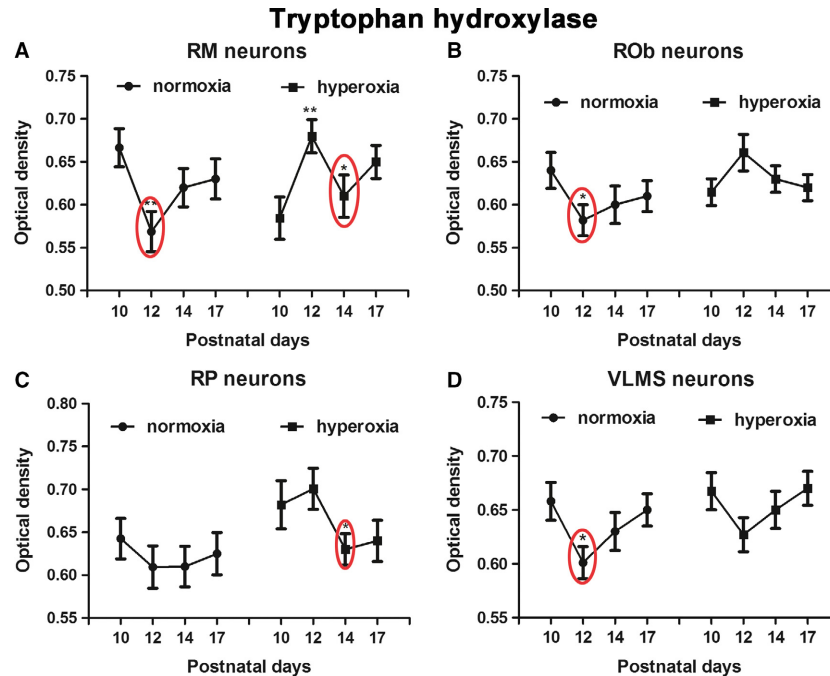 Tryptophan hydroxylase
A
RM neurons
normoxia
hyperoxia
Optical density
0.75
0.70
0.65
0.60
0.55
0.50
**
**
*
10 12 14 17 10 12 14 17
Postnatal days
B
ROb neurons
normoxia
hyperoxia
Optical density
0.75
0.70
0.65
0.60
0.55
0.50
*
10 12 14 17 10 12 14 17
Postnatal days
C
RP neurons
normoxia
hyperoxia
Optical density
0.80
0.75
0.70
0.65
0.60
0.55
*
10 12 14 17 10 12 14 17
Postnatal days
D
VLMS neurons
normoxia
hyperoxia
Optical density
0.75
0.70
0.65
0.60
0.55
*
10 12 14 17 10 12 14 17
Postnatal days